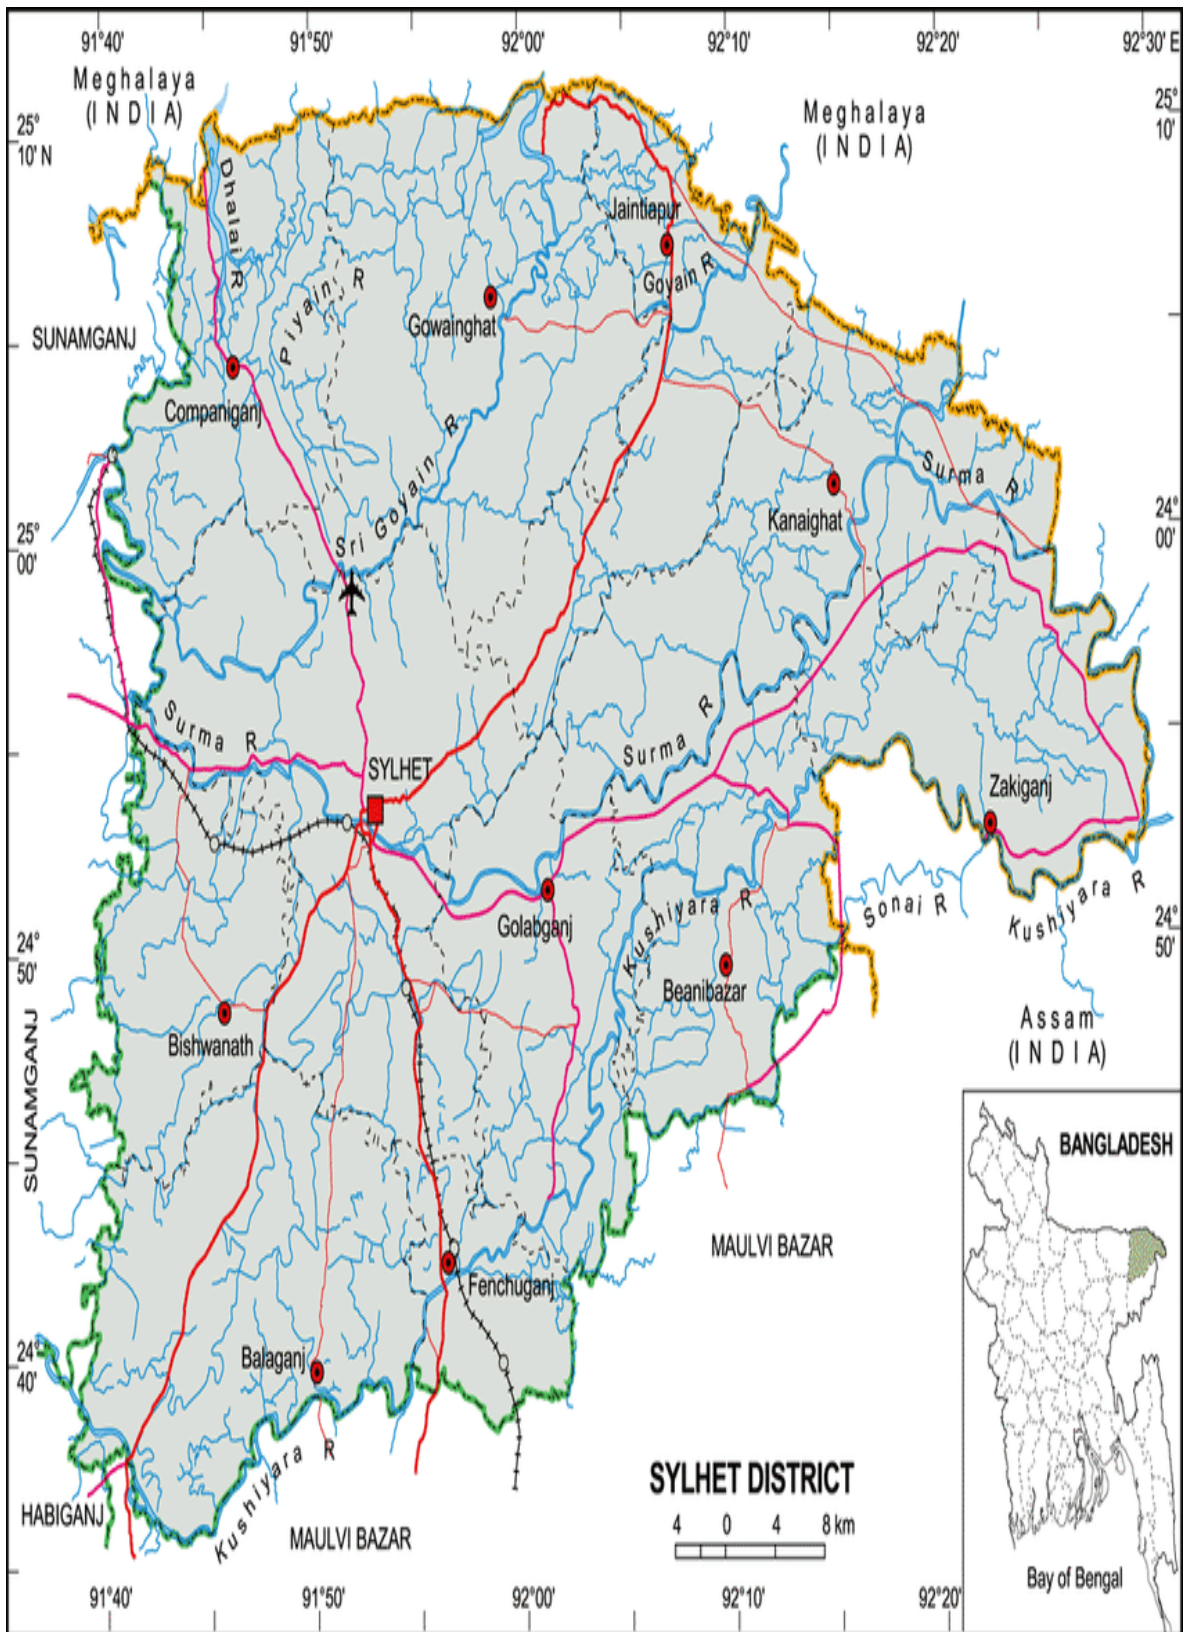 91°40'
91°50'
92°00'
92°10'
92°20'
92°30' E
Meghalaya
(INDIA)
Meghalaya
(INDIA)
25°
10' N
25°
10'
Dhalai R
Jaintiapur
Goyain R
Piyain R
Gowainghat
SUNAMGANJ
Companiganj
Sri Goyain R
Surma R
Kanaighat
25°
00'
24°
00'
Surma R
Surma R
SYLHET
Zakiganj
Golabganj
Kushiyara R
Sonai R
Kushiyara R
24°
50'
24°
50'
Beanibazar
Bishwanath
Assam
(INDIA)
SUNAMGANJ
BANGLADESH
MAULVI BAZAR
Fenchuganj
Balaganj
24°
40'
Kushiyara R
SYLHET DISTRICT
HABIGANJ
MAULVI BAZAR
4 0 4 8 km
Bay of Bengal
91°40'
91°50'
92°00'
92°10'
92°20'